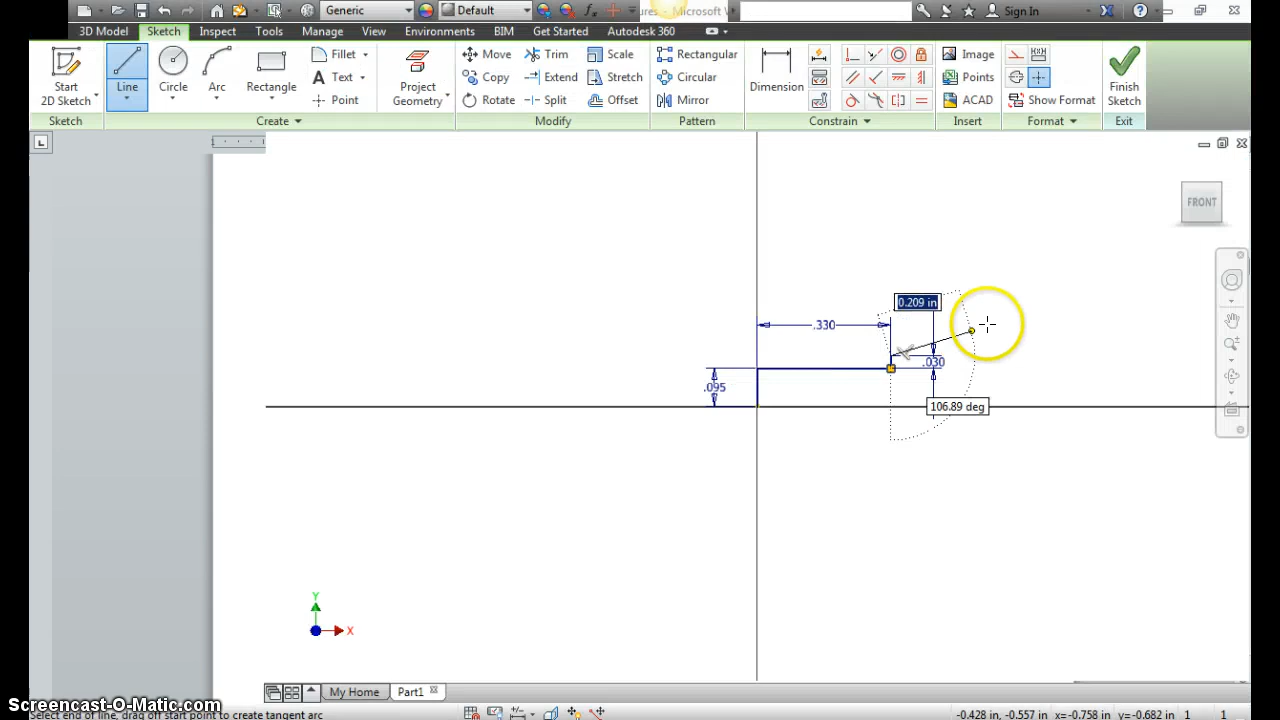 Generic Default ures - Microsoft W Sign In
3D Model Sketch Inspect Tools Manage View Environments BIM Get Started Autodesk 360
Start 2D Sketch Line Circle Arc Rectangle Fillet Text Point Project Geometry Move Copy Rotate Trim Extend Split Scale Stretch Offset Rectangular Circular Mirror Dimension Image Points ACAD Show Format Finish Sketch
Sketch Create Modify Pattern Constrain Insert Format Exit
FRONT
0.209 in
.330
.030
.095
106.89 deg
Y
X
My Home Part1
Screencast-O-Matic.com
Select end of line, drag off start point to create tangent arc
-0.428 in, -0.557 in x=-0.758 in y=-0.682 in 1 1